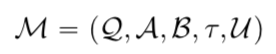 ℳ = (𝒬, 𝒜, ℬ, τ, 𝒰)